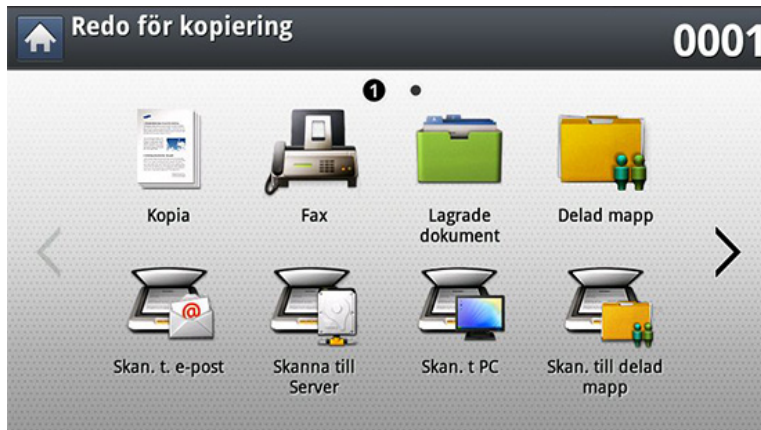 Redo för kopiering
0001
1
Kopia
Fax
Lagrade
dokument
Delad mapp
@
Skan. t. e-post
Skanna till
Server
Skan. t PC
Skan. till delad
mapp